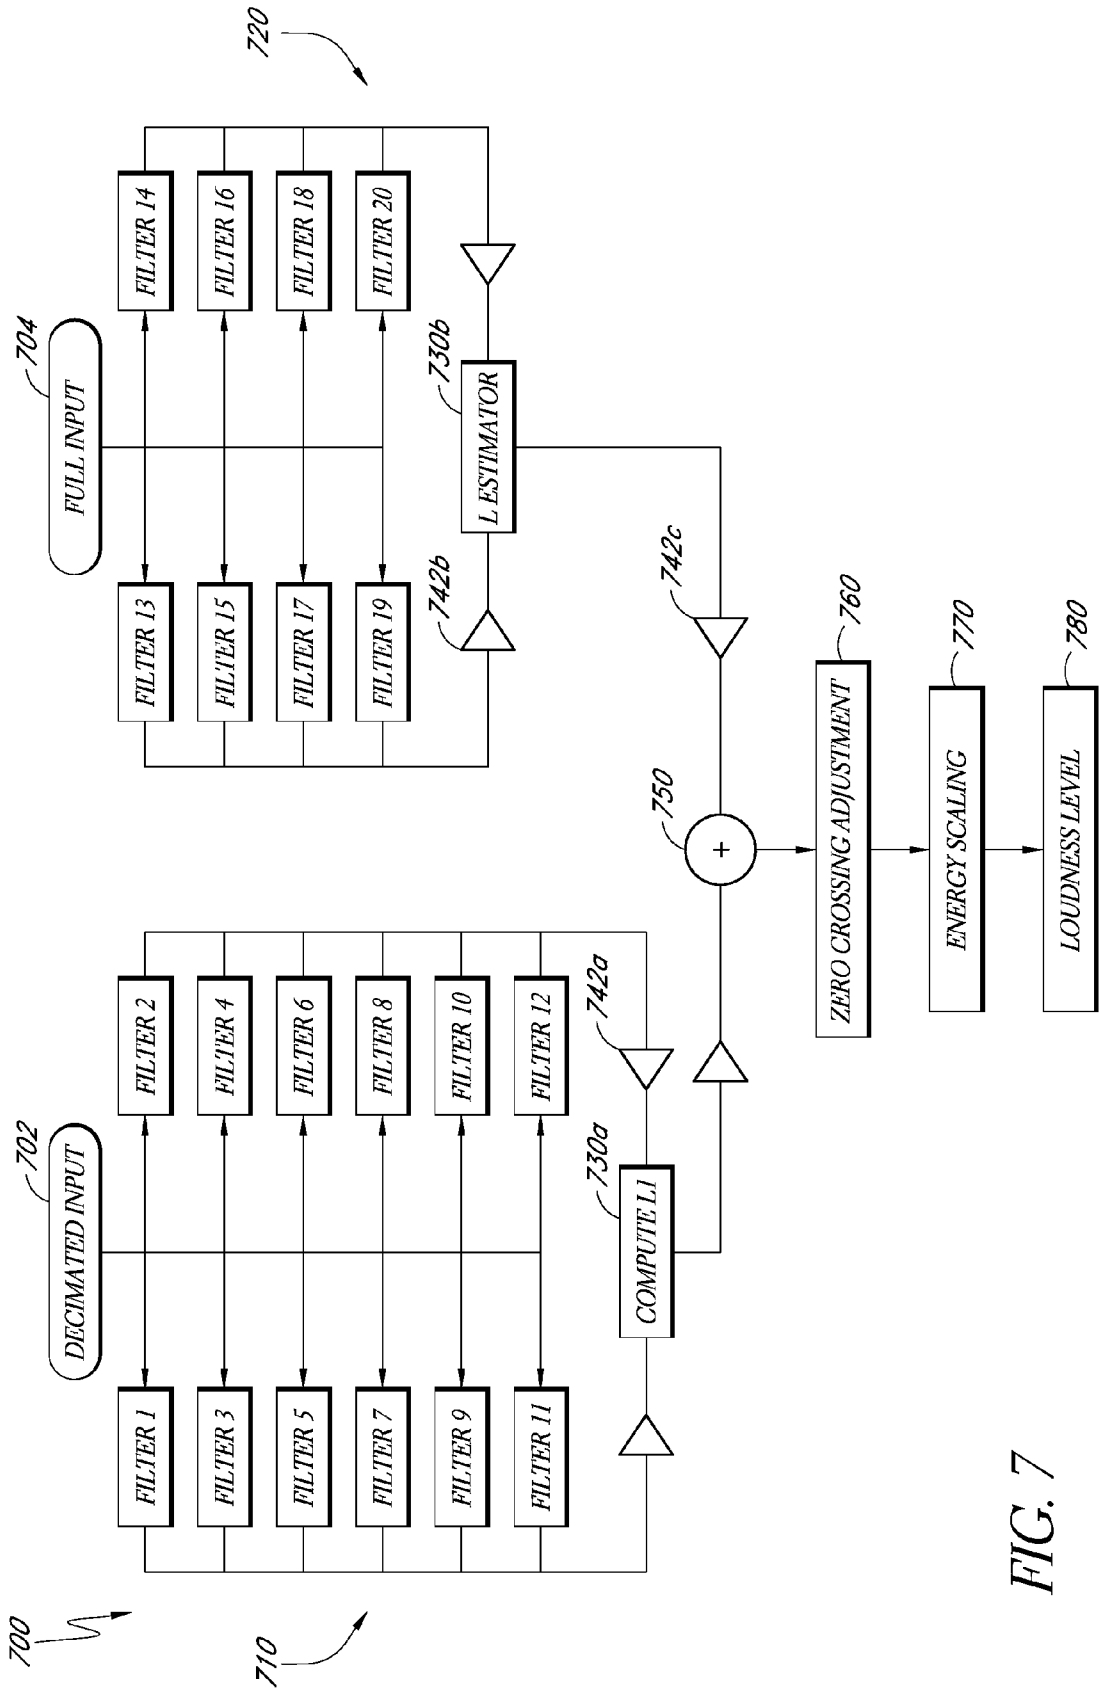 700
710
720
702
DECIMATED INPUT
704
FULL INPUT
FILTER 1
FILTER 2
FILTER 3
FILTER 4
FILTER 5
FILTER 6
FILTER 7
FILTER 8
FILTER 9
FILTER 10
FILTER 11
FILTER 12
FILTER 13
FILTER 14
FILTER 15
FILTER 16
FILTER 17
FILTER 18
FILTER 19
FILTER 20
742b
730b
L ESTIMATOR
730a
742a
COMPUTE L1
742c
750
+
760
ZERO CROSSING ADJUSTMENT
770
ENERGY SCALING
780
LOUDNESS LEVEL
FIG. 7